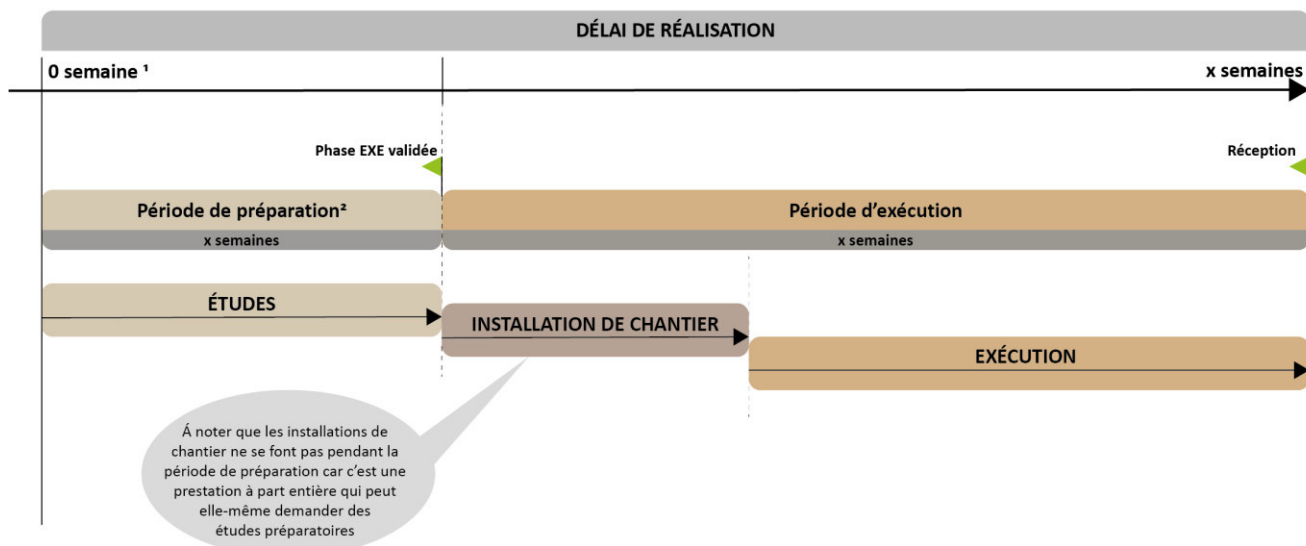 DÉLAI DE RÉALISATION
0 semaine ¹
x semaines
Phase EXE validée
Réception
Période de préparation²
Période d'exécution
x semaines
x semaines
ÉTUDES
INSTALLATION DE CHANTIER
EXÉCUTION
Á noter que les installations de
chantier ne se font pas pendant la
période de préparation car c'est une
prestation à part entière qui peut
elle-même demander des
études préparatoires